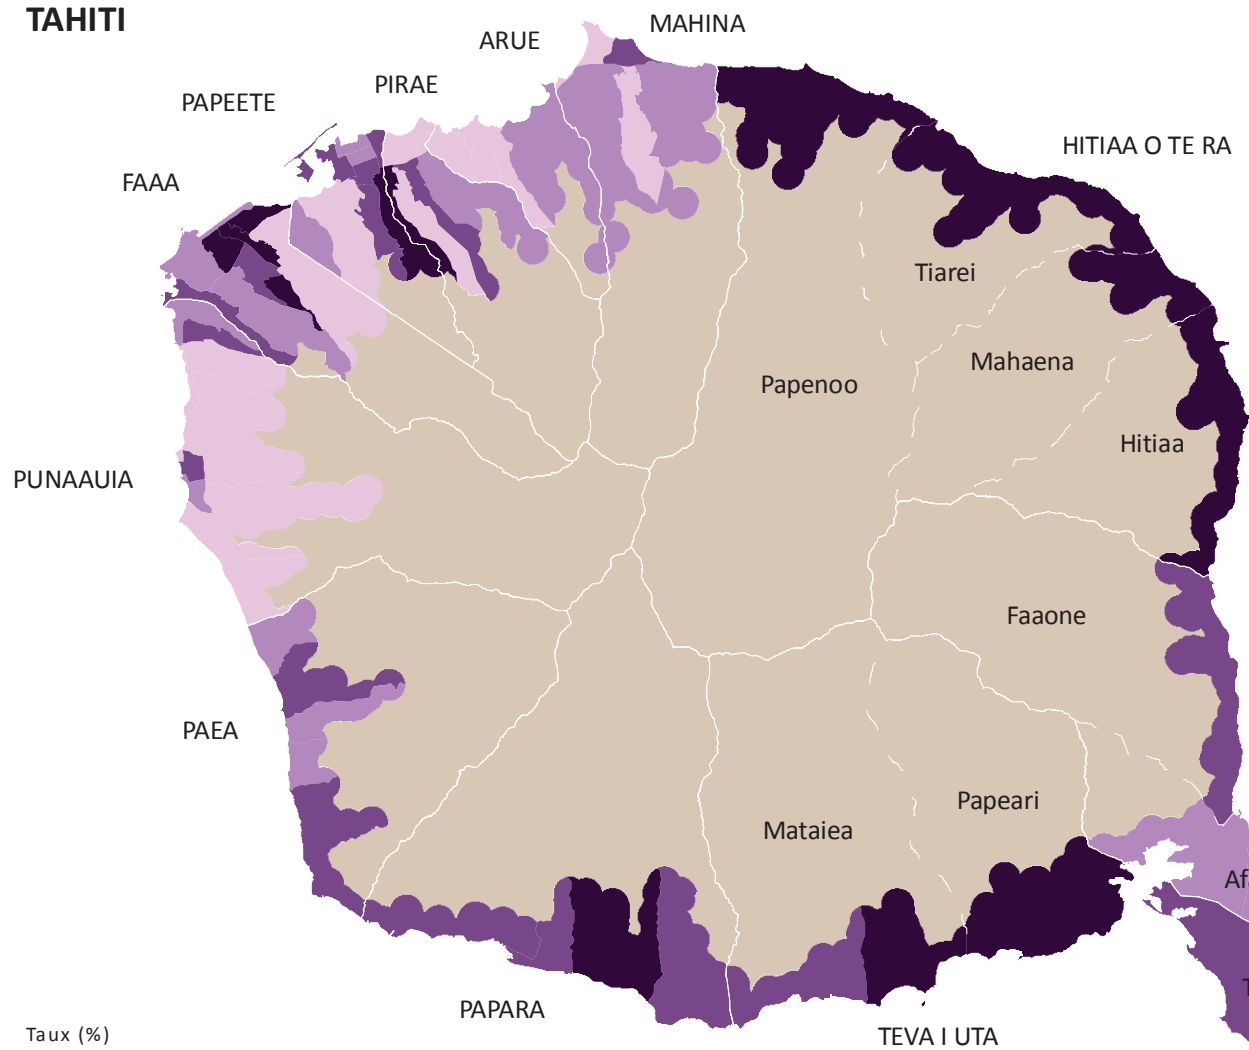 TAHITI
MAHINA
ARUE
PIRAE
PAPEETE
HITIAA O TE RA
FAAA
Tiarei
Mahaena
Papenoo
Hitiaa
PUNAAUIA
Faaone
PAEA
Papeari
Mataiea
Af
T
PAPARA
Taux (%)
TEVA I UTA